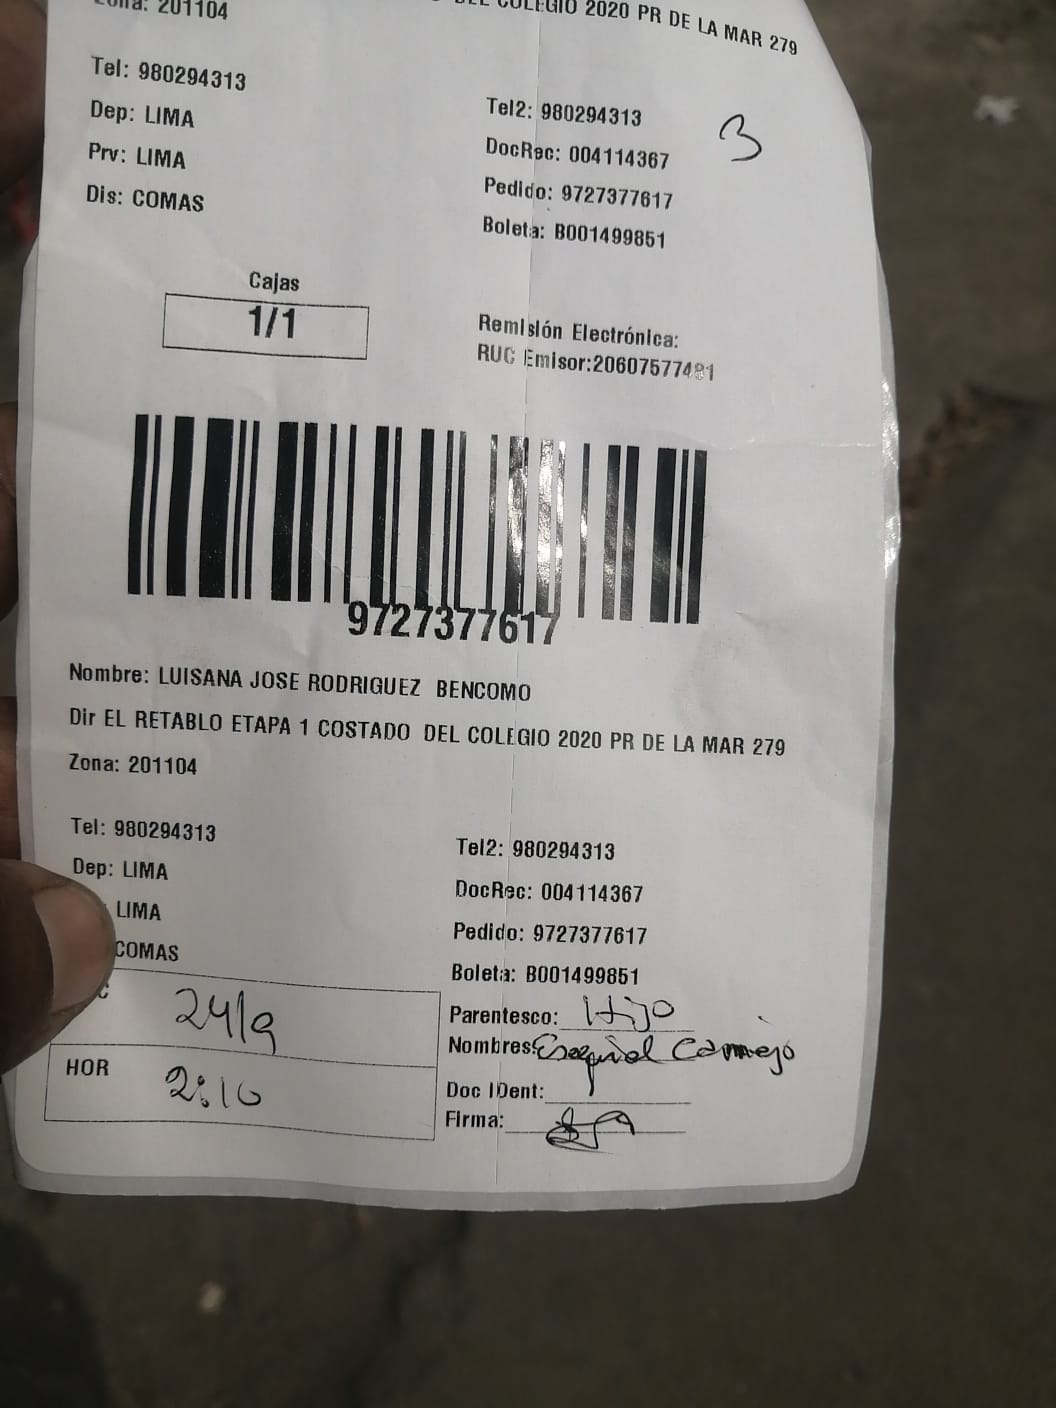 201104
DEL COLEGIO 2020 PR DE LA MAR 279
Tel: 980294313
Dep: LIMA
Prv: LIMA
Dis: COMAS
Tel2: 980294313
DocRec: 004114367
Pedido: 9727377617
Boleta: B001499851
3
Cajas
1/1
Remisión Electrónica:
RUC Emisor:20607577481
9727377617
Nombre: LUISANA JOSE RODRIGUEZ BENCOMO
Dir EL RETABLO ETAPA 1 COSTADO DEL COLEGIO 2020 PR DE LA MAR 279
Zona: 201104
Tel: 980294313
Dep: LIMA
LIMA
COMAS
Tel2: 980294313
DocRec: 004114367
Pedido: 9727377617
Boleta: B001499851
24/9
HOR
2:10
Parentesco: Hijo
Nombres: Esequiel Camejo
Doc IDent:
Firma: